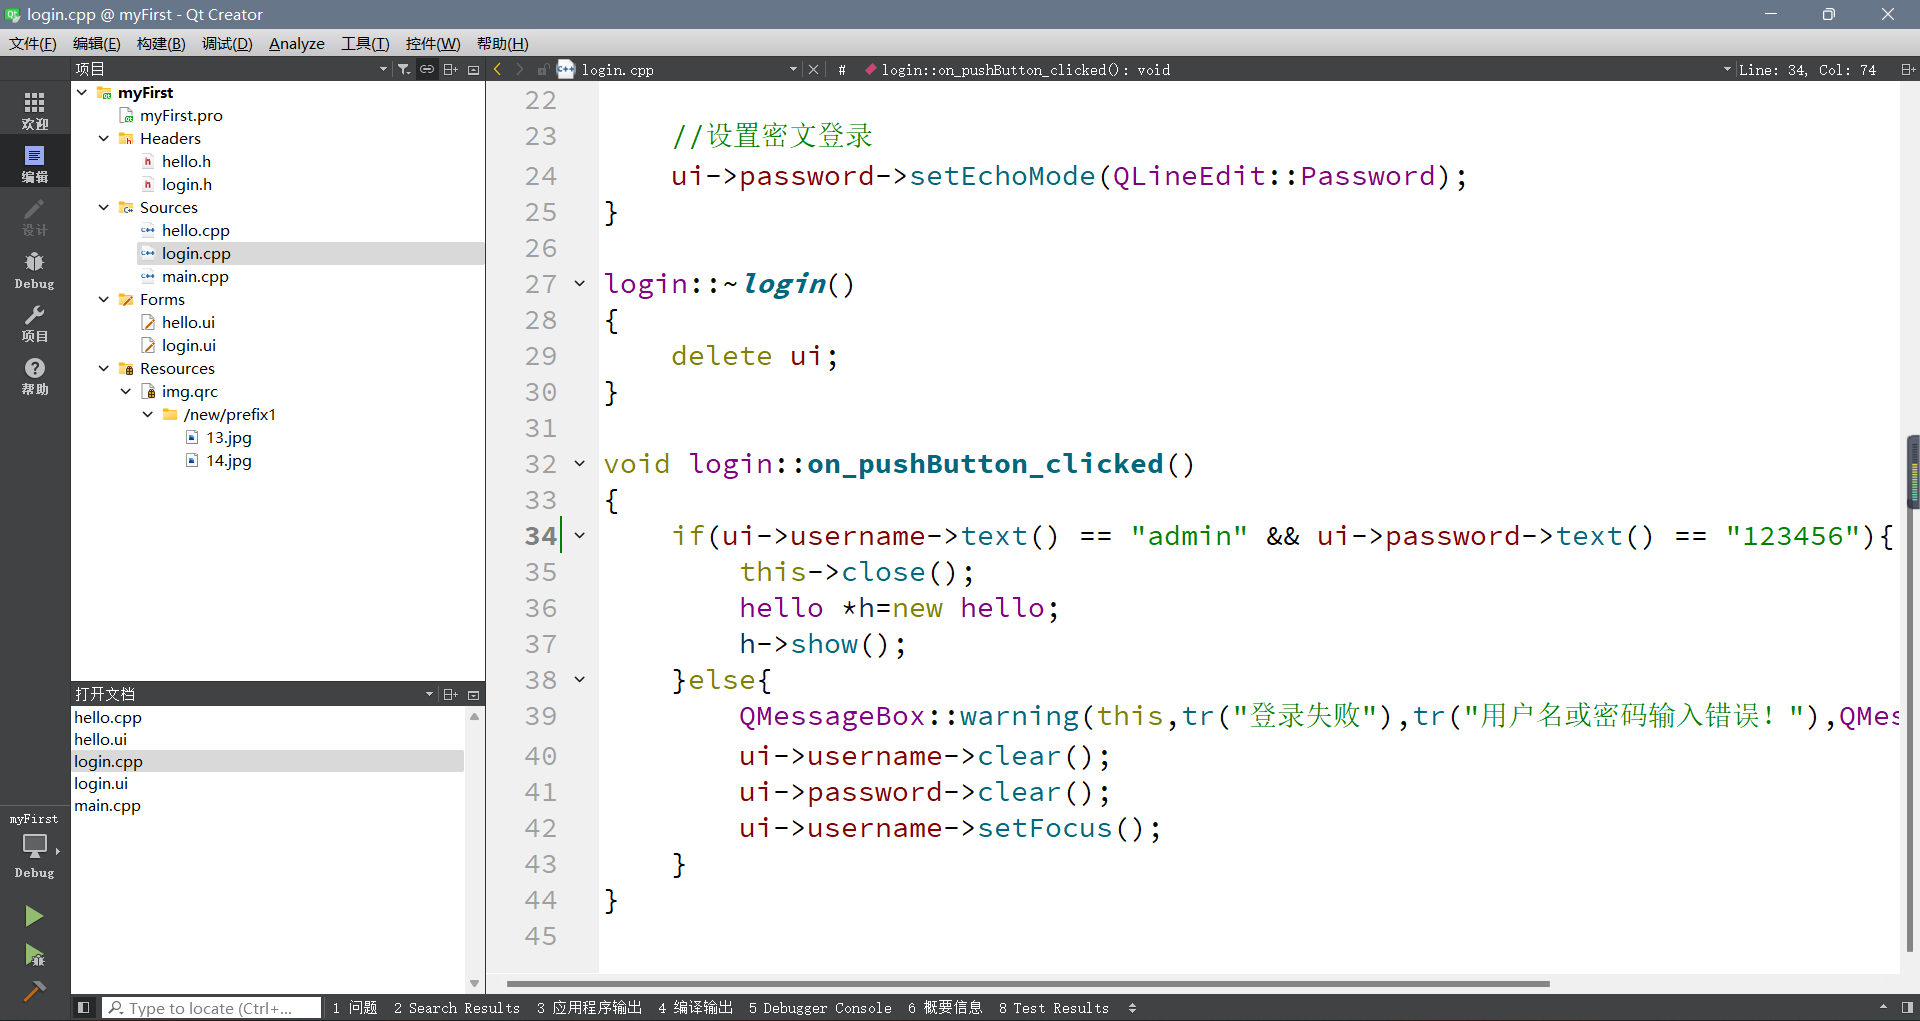 login.cpp @ myFirst - Qt Creator
文件(F) 编辑(E) 构建(B) 调试(D) Analyze 工具(T) 控件(W) 帮助(H)
项目
login.cpp
#
login::on_pushButton_clicked(): void
Line: 34, Col: 74
欢迎
编辑
设计
Debug
项目
帮助
myFirst
Debug
myFirst
myFirst.pro
Headers
hello.h
login.h
Sources
hello.cpp
login.cpp
main.cpp
Forms
hello.ui
login.ui
Resources
img.qrc
/new/prefix1
13.jpg
14.jpg
打开文档
hello.cpp
hello.ui
login.cpp
login.ui
main.cpp
22
23     //设置密文登录
24     ui->password->setEchoMode(QLineEdit::Password);
25 }
26
27 login::~login()
28 {
29     delete ui;
30 }
31
32 void login::on_pushButton_clicked()
33 {
34     if(ui->username->text() == "admin" && ui->password->text() == "123456"){
35         this->close();
36         hello *h=new hello;
37         h->show();
38     }else{
39         QMessageBox::warning(this,tr("登录失败"),tr("用户名或密码输入错误！"),QMes
40         ui->username->clear();
41         ui->password->clear();
42         ui->username->setFocus();
43     }
44 }
45
Type to locate (Ctrl+...
1 问题 2 Search Results 3 应用程序输出 4 编译输出 5 Debugger Console 6 概要信息 8 Test Results